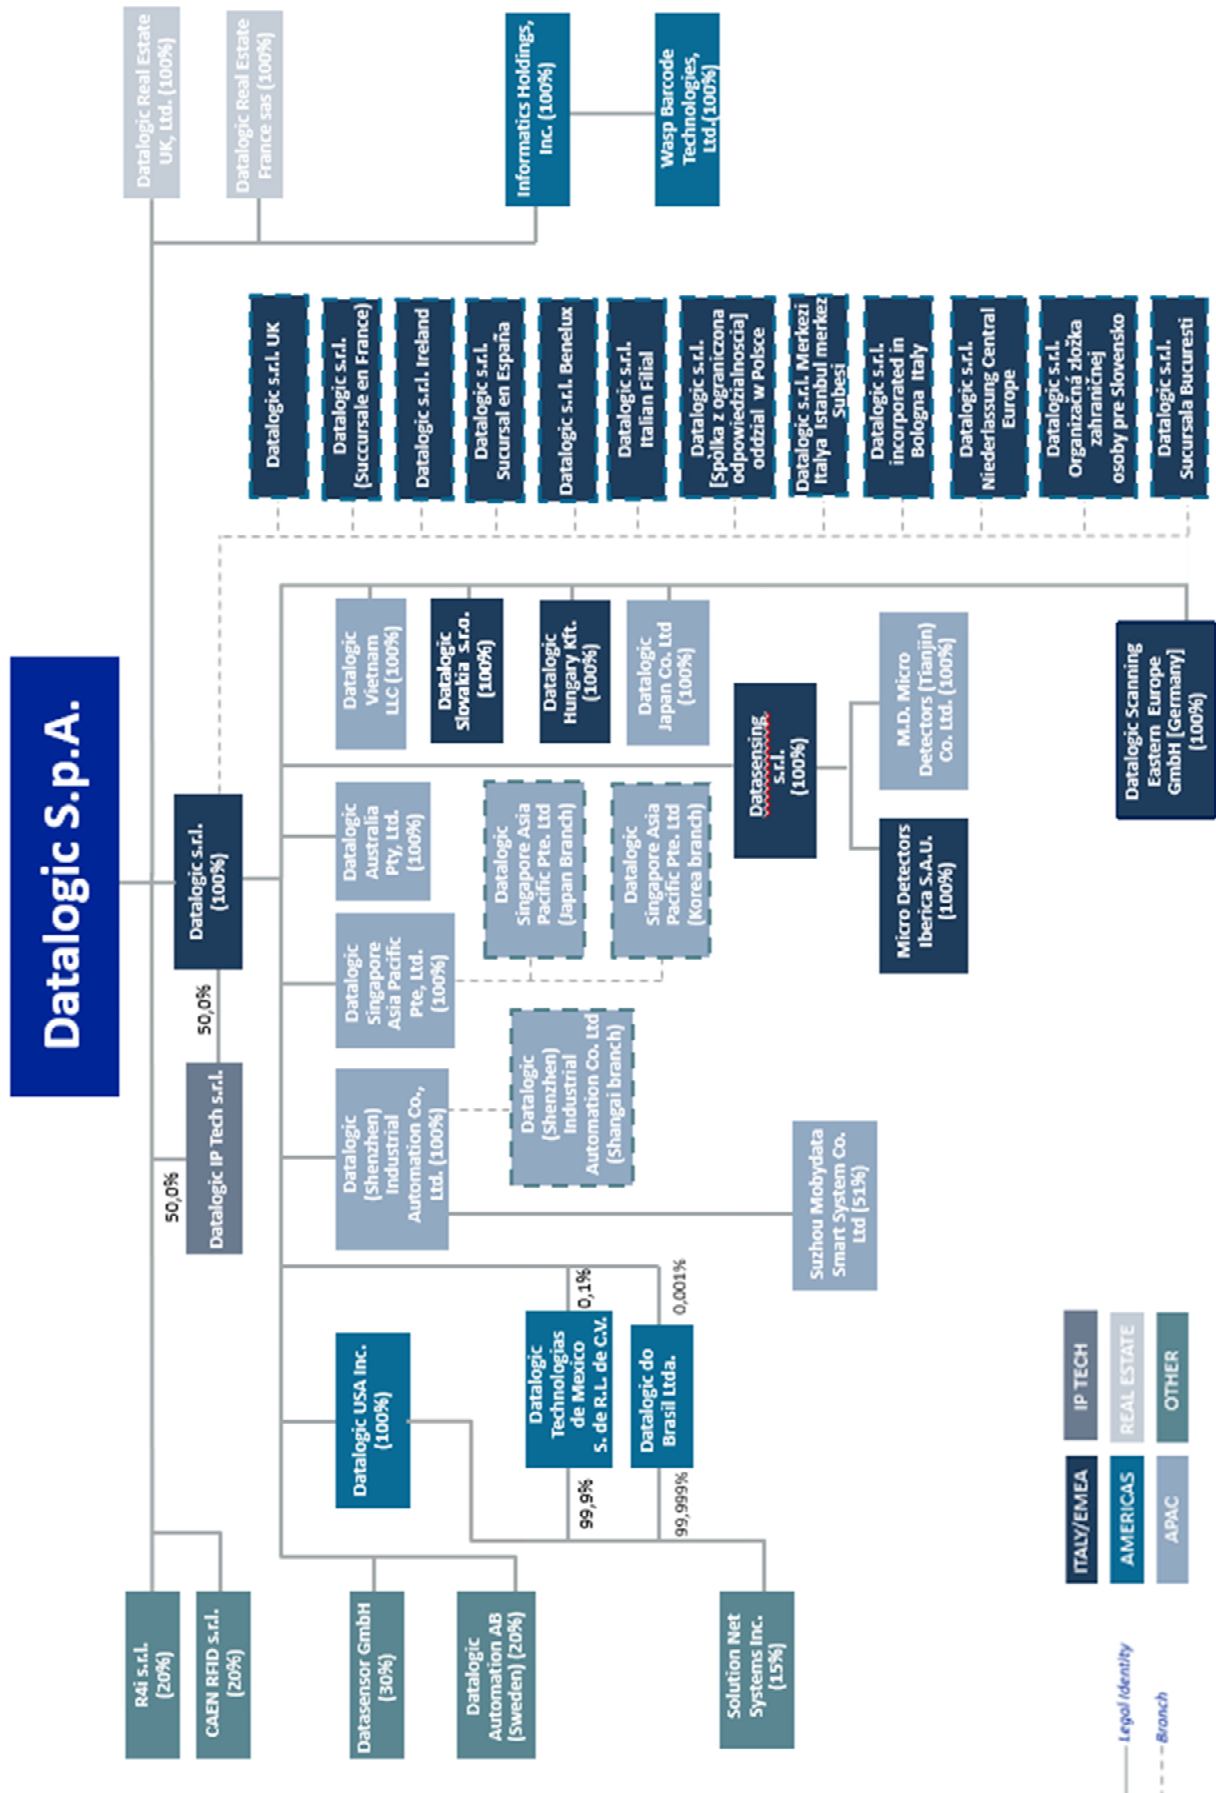 Datalogic S.p.A.
Datalogic Real Estate
UK, Ltd. (100%)
Datalogic Real Estate
France sas (100%)
Informatics Holdings,
Inc. (100%)
Wasp Barcode
Technologies,
Ltd.(100%)
R4i s.r.l.
(20%)
CAEN RFID s.r.l.
(20%)
50,0%
Datalogic IP Tech s.r.l.
50,0%
Datalogic s.r.l.
(100%)
Datalogic s.r.l. UK
Datalogic s.r.l.
(Succursale en France)
Datalogic s.r.l. Ireland
Datalogic s.r.l.
Sucursal en España
Datalogic s.r.l. Benelux
Datalogic s.r.l.
Italian Filial
Datalogic s.r.l.
[Spòlka z ograniczona
odpowiedzialnoscia]
oddzial w Polsce
Datalogic s.r.l. Merkezi
Italya Istanbul merkez
Subesi
Datalogic s.r.l.
incorporated in
Bologna Italy
Datalogic s.r.l.
Niederlassung Central
Europe
Datalogic s.r.l.
Organizačná zložka
zahraničnej
osoby pre Slovensko
Datalogic s.r.l.
Sucursala Bucuresti
Datasensor GmbH
(30%)
Datalogic
Automation AB
(Sweden) (20%)
Solution Net
Systems Inc.
(15%)
Datalogic USA Inc.
(100%)
99,9%
Datalogic
Technologias
de Mexico
S. de R.L. de C.V.
0,1%
99,999%
Datalogic do
Brasil Ltda.
0,001%
Datalogic
(Shenzhen)
Industrial
Automation Co.,
Ltd. (100%)
Datalogic
(Shenzhen)
Industrial
Automation Co. Ltd
(Shangai branch)
Suzhou Mobydata
Smart System Co.
Ltd (51%)
Datalogic
Singapore
Asia Pacific
Pte, Ltd.
(100%)
Datalogic
Singapore Asia
Pacific Pte. Ltd
(Japan Branch)
Datalogic
Singapore Asia
Pacific Pte. Ltd
(Korea branch)
Datalogic
Australia
Pty, Ltd.
(100%)
Datalogic
Vietnam
LLC (100%)
Datalogic
Slovakia s.r.o.
(100%)
Datalogic
Hungary Kft.
(100%)
Datalogic
Japan Co. Ltd
(100%)
Datasensing
s.r.l.
(100%)
Micro Detectors
Iberica S.A.U.
(100%)
M.D. Micro
Detectors (Tianjin)
Co. Ltd. (100%)
Datalogic Scanning
Eastern Europe
GmbH [Germany]
(100%)
Legal Identity
Branch
ITALY/EMEA
IP TECH
AMERICAS
REAL ESTATE
APAC
OTHER